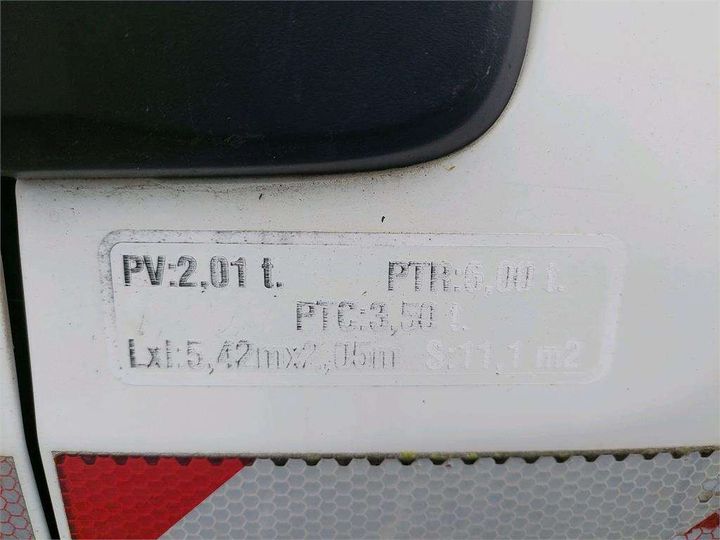 PV:2,01 t. PTR:6,00 t.
PTC:3,50 t.
Lxl:5,42mx2,05m S:11,1 m2